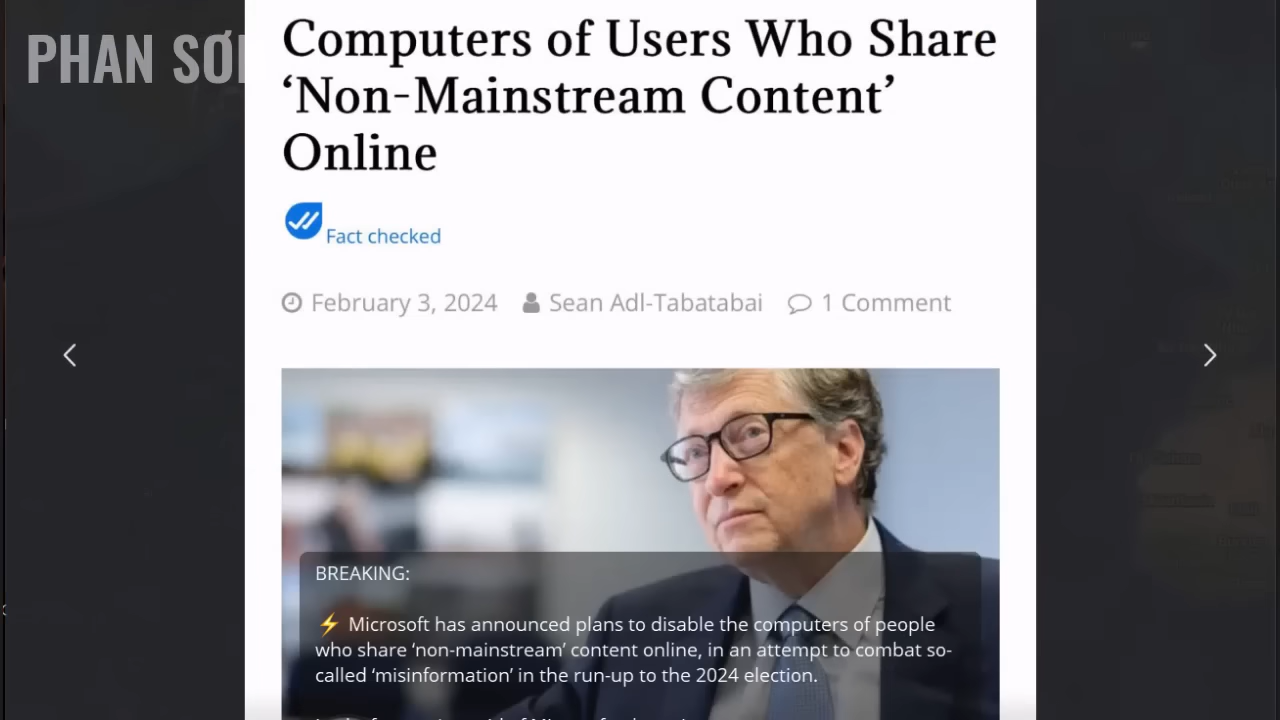 PHAN SƠ
Computers of Users Who Share
‘Non-Mainstream Content’
Online
Fact checked
February 3, 2024 Sean Adl-Tabatabai 1 Comment
BREAKING:
⚡ Microsoft has announced plans to disable the computers of people
who share ‘non-mainstream’ content online, in an attempt to combat so-
called ‘misinformation’ in the run-up to the 2024 election.